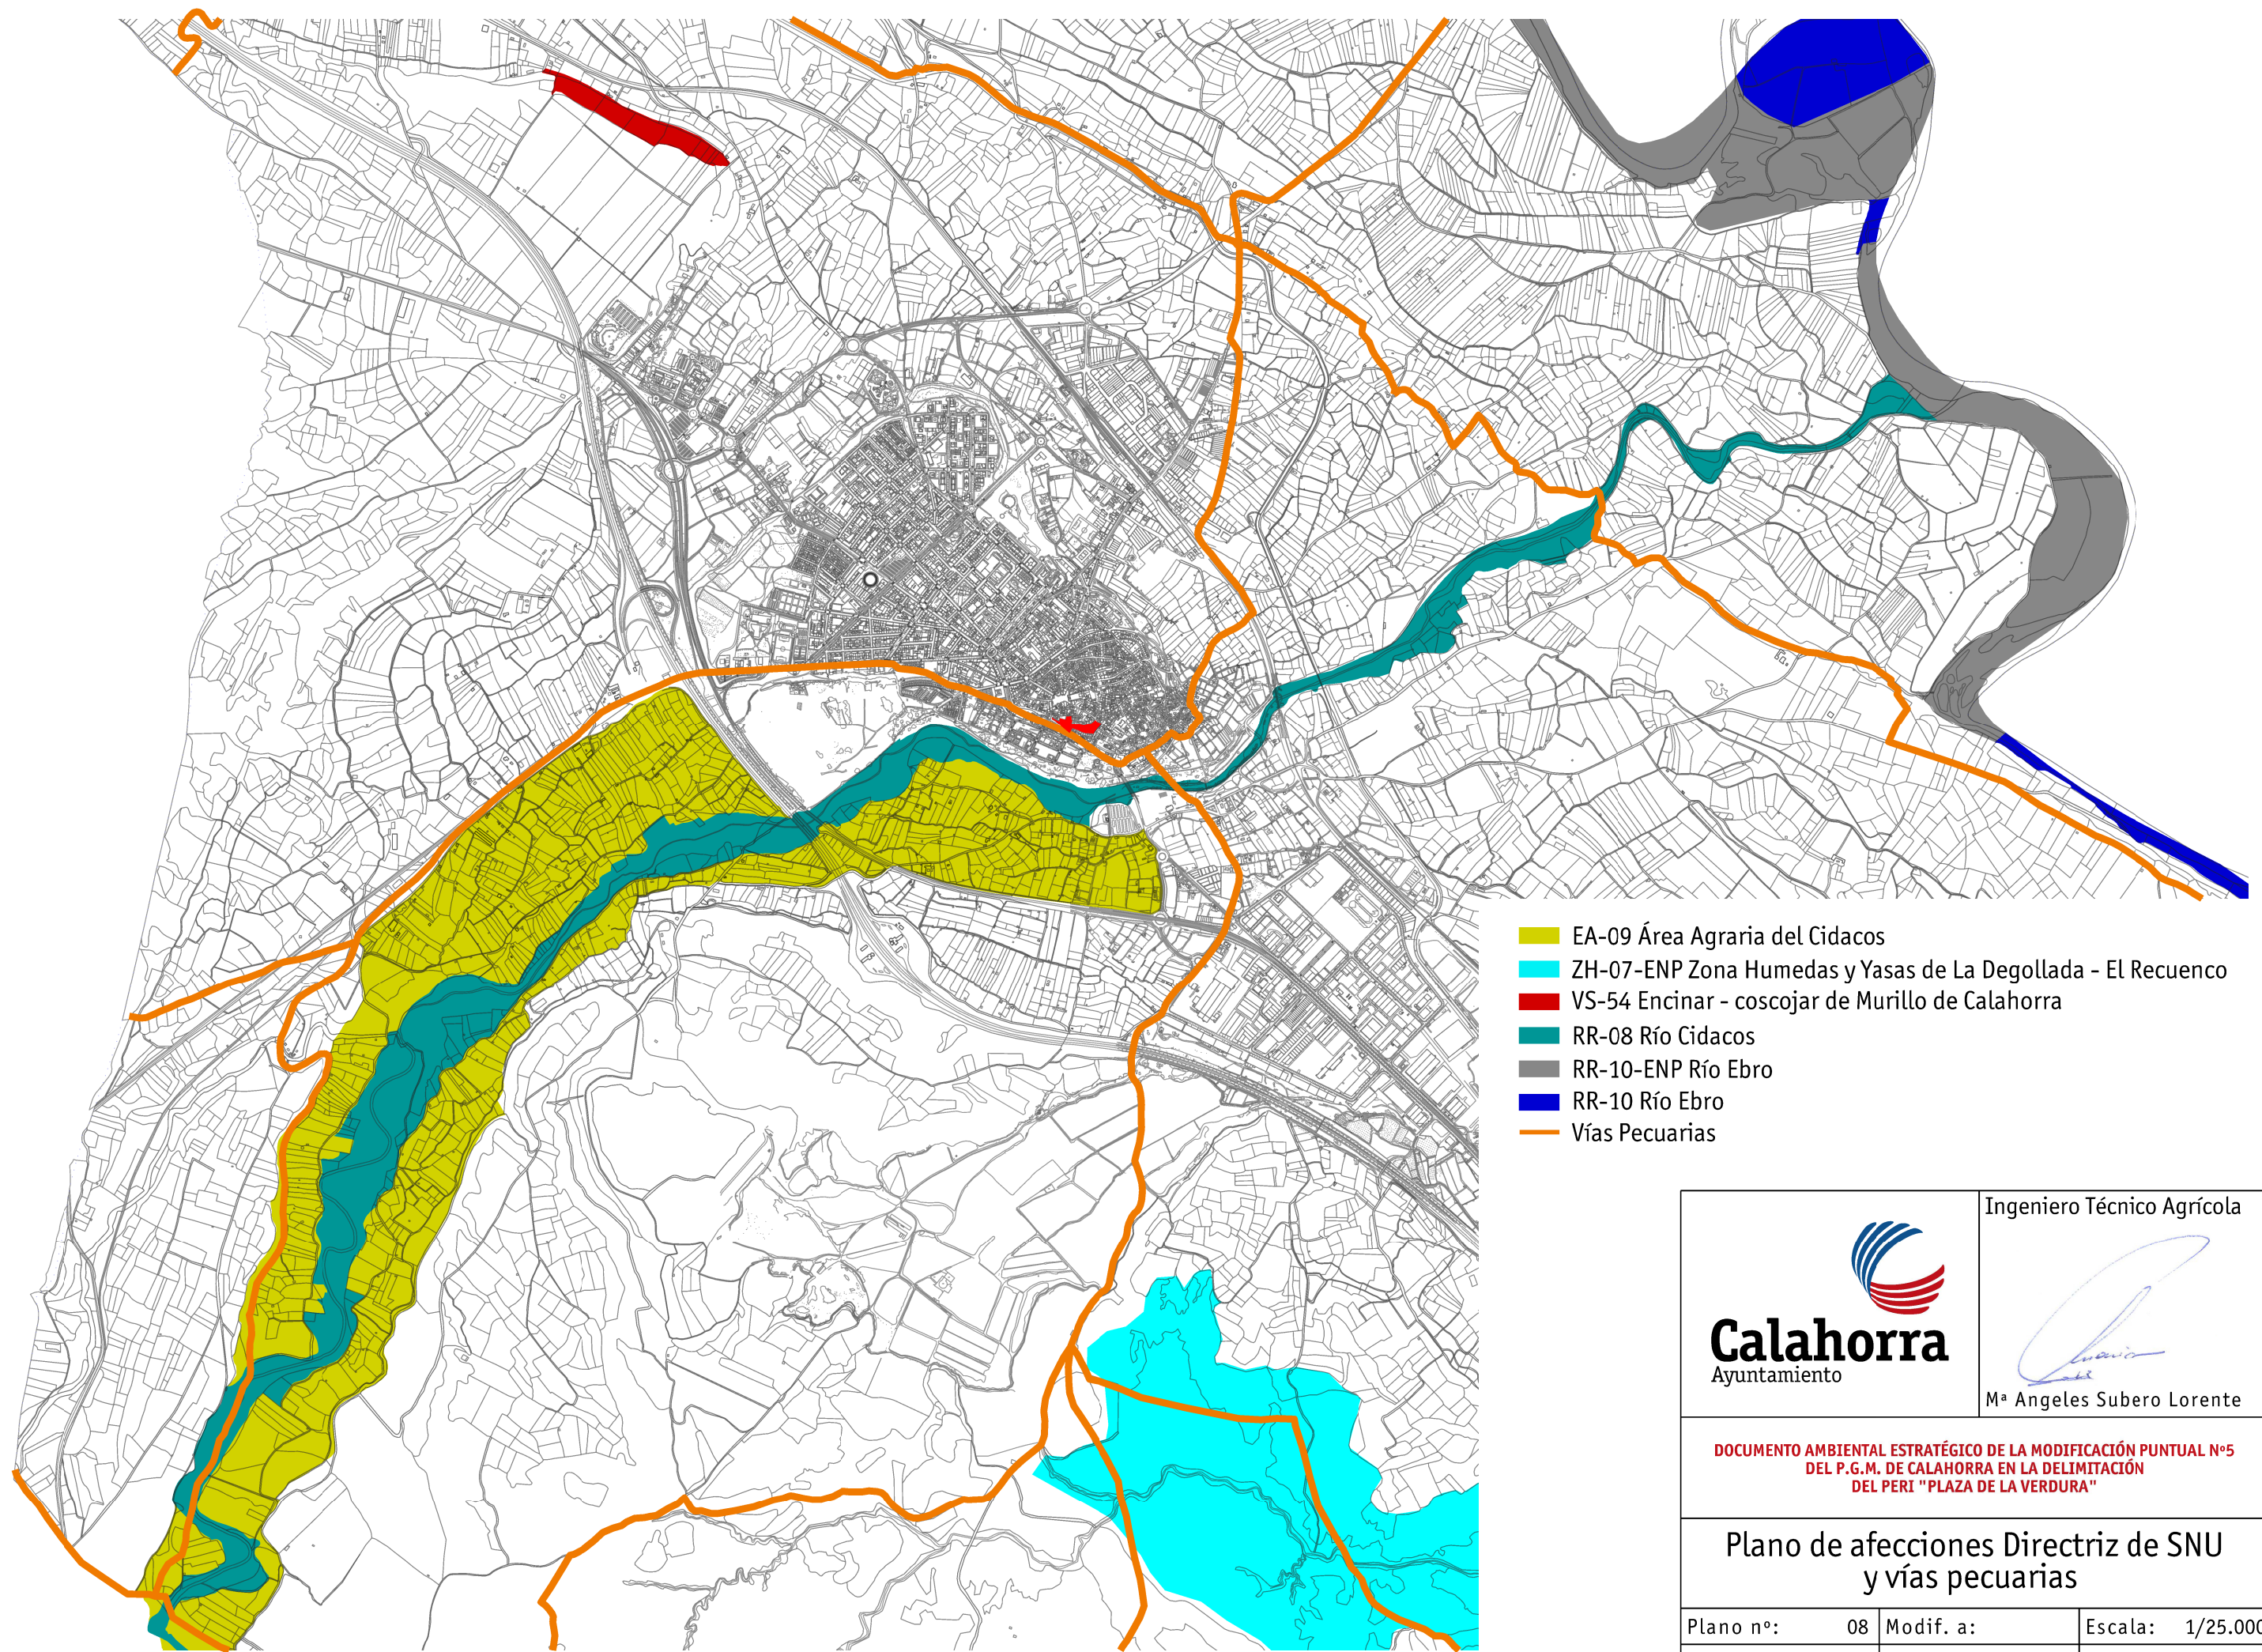 EA-09 Área Agraria del Cidacos
ZH-07-ENP Zona Humedas y Yasas de La Degollada - El Recuenco
VS-54 Encinar - coscojar de Murillo de Calahorra
RR-08 Río Cidacos
RR-10-ENP Río Ebro
RR-10 Río Ebro
Vías Pecuarias
Calahorra
Ayuntamiento
Ingeniero Técnico Agrícola
Mª Angeles Subero Lorente
DOCUMENTO AMBIENTAL ESTRATÉGICO DE LA MODIFICACIÓN PUNTUAL Nº5
DEL P.G.M. DE CALAHORRA EN LA DELIMITACIÓN
DEL PERI "PLAZA DE LA VERDURA"
Plano de afecciones Directriz de SNU
y vías pecuarias
Plano nº: 08 Modif. a: Escala: 1/25.000